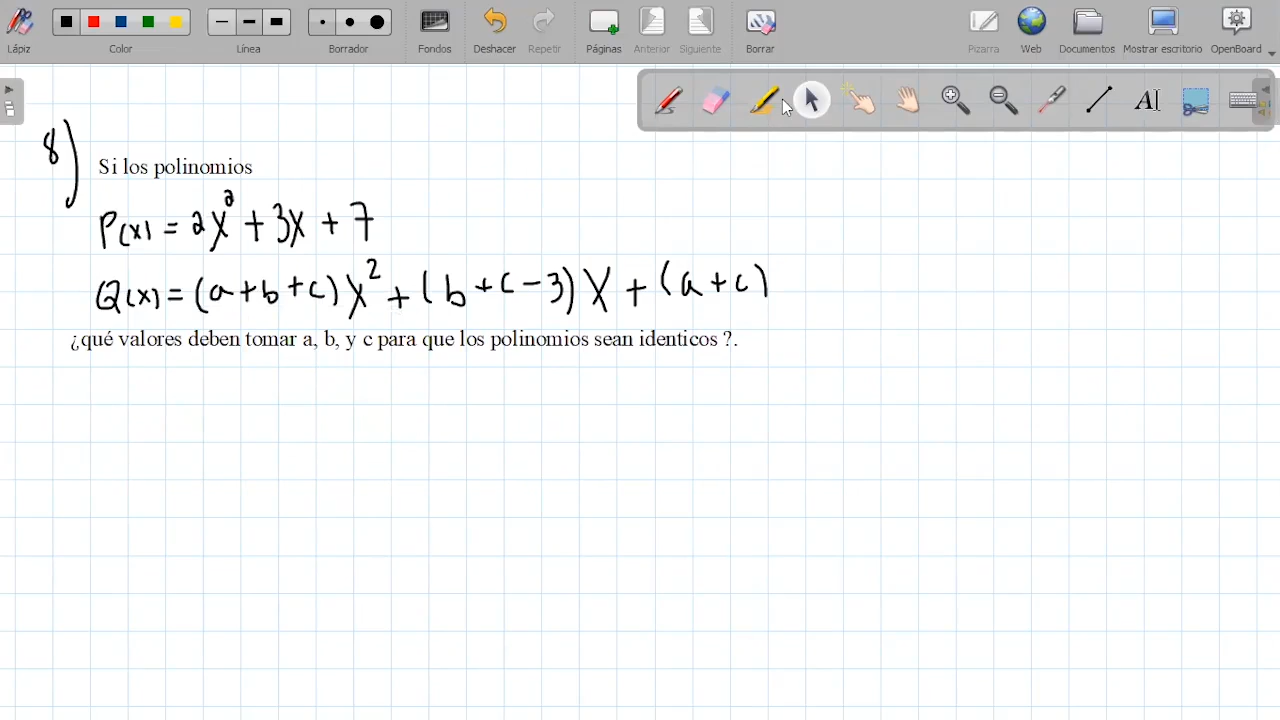 Lápiz Color Línea Borrador Fondos Deshacer Repetir Páginas Anterior Siguiente Borrar Pizarra Web Documentos Mostrar escritorio OpenBoard
8)
Si los polinomios
P(x) = 2x² + 3x + 7
Q(x) = (a+b+c)x² + (b+c-3)x + (a+c)
¿qué valores deben tomar a, b, y c para que los polinomios sean identicos ?.